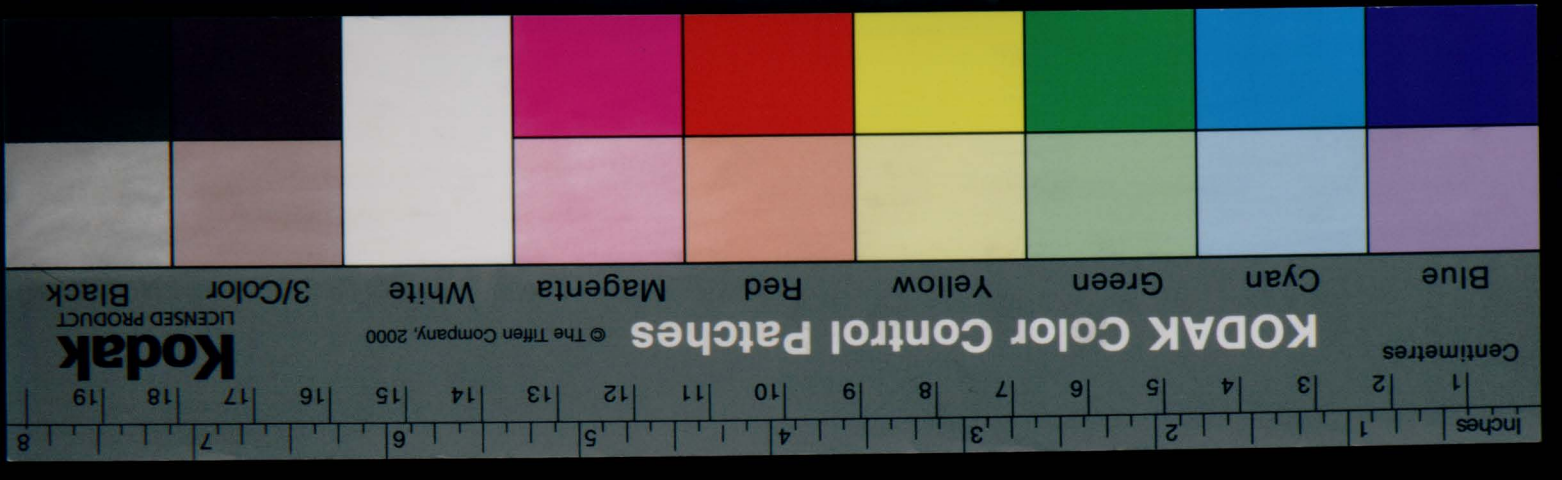 Inches 1 2 3 4 5 6 7 8
Centimetres 1 2 3 4 5 6 7 8 9 10 11 12 13 14 15 16 17 18 19
KODAK Color Control Patches
© The Tiffen Company, 2000
Kodak
LICENSED PRODUCT
Blue Cyan Green Yellow Red Magenta White 3/Color Black